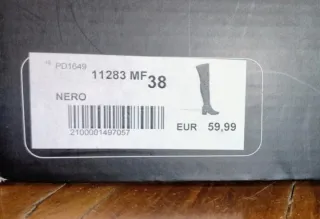 PD1649
11283 MF 38
NERO
2100001497057
EUR 59,99